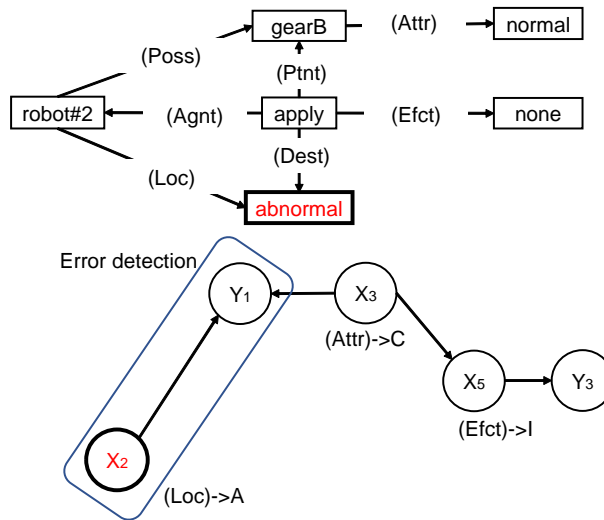 gearB (Attr) normal
(Poss)
(Ptnt)
robot#2 (Agnt) apply (Efct) none
(Dest)
(Loc)
abnormal
Error detection
Y1 X3
(Attr)->C
X5 Y3
(Efct)->I
X2
(Loc)->A